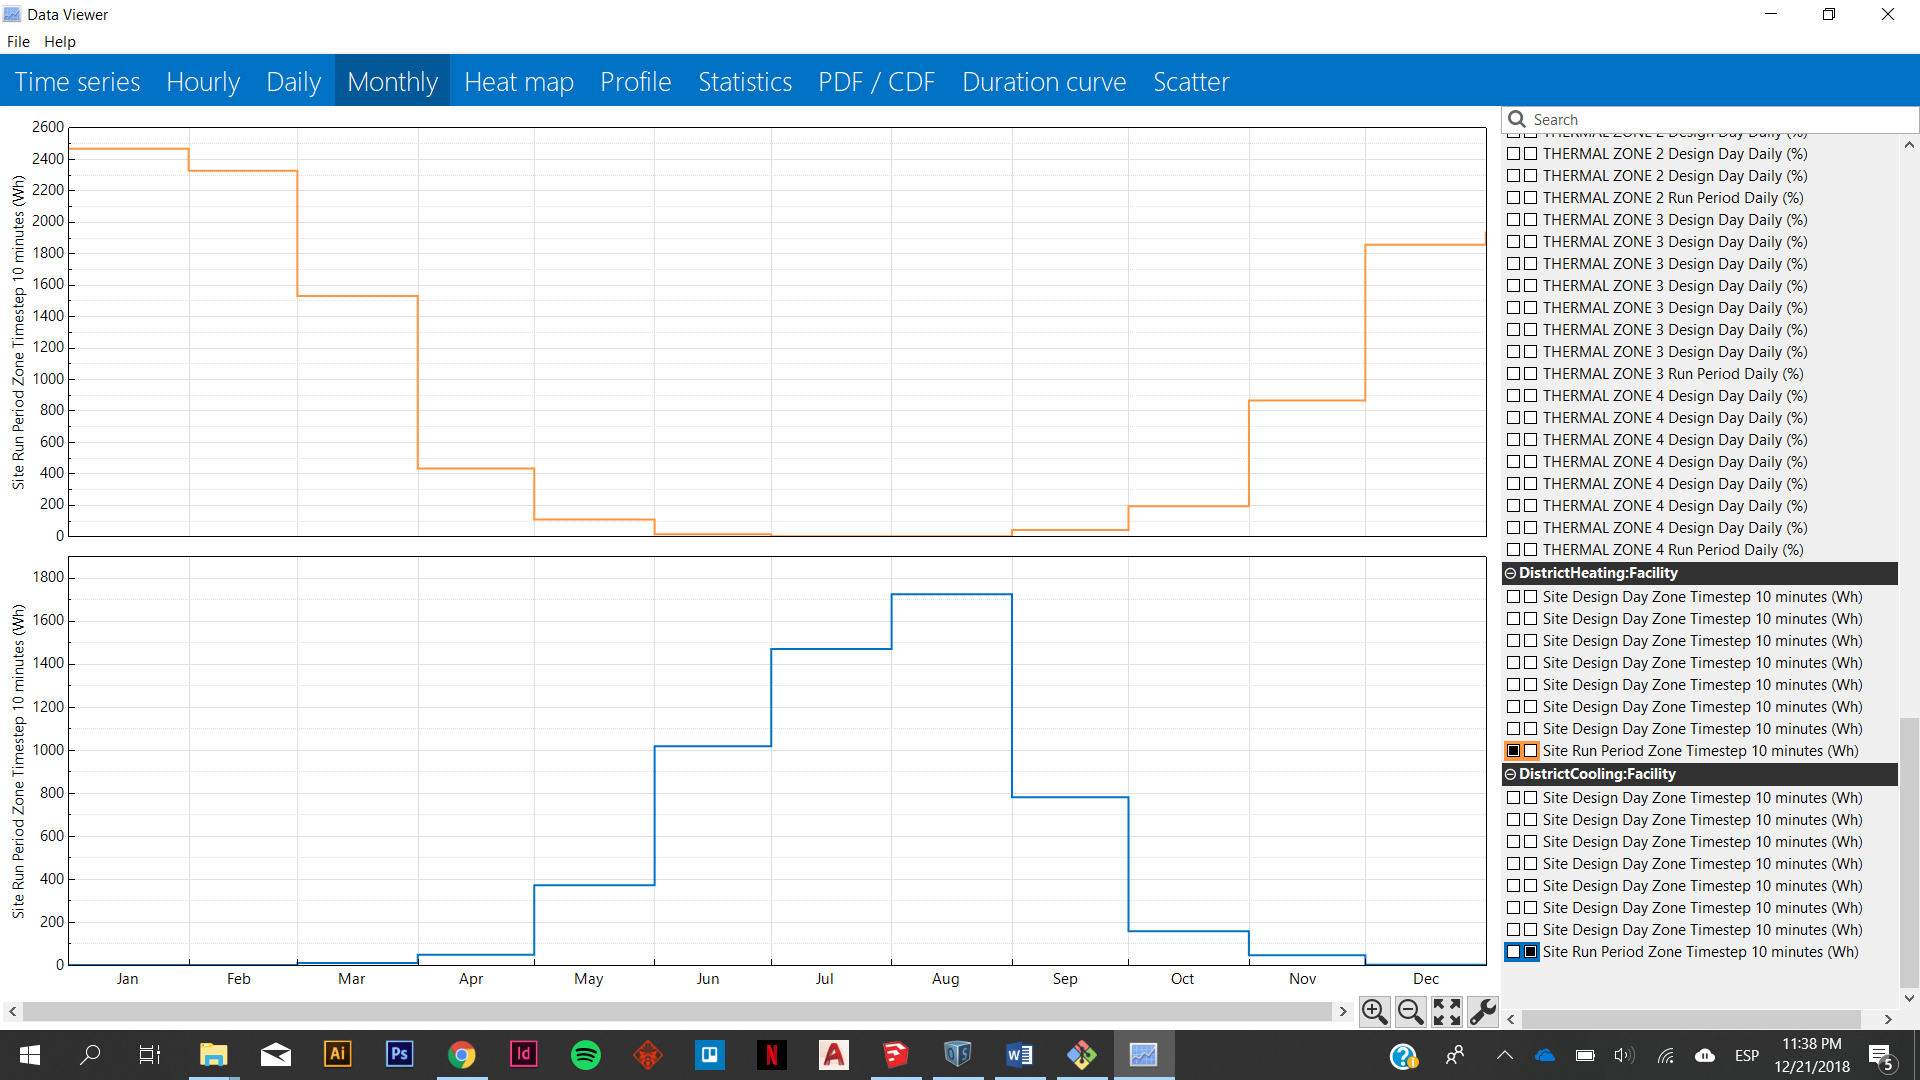 Data Viewer
File Help
Time series Hourly Daily Monthly Heat map Profile Statistics PDF / CDF Duration curve Scatter
Site Run Period Zone Timestep 10 minutes (Wh)
2600
2400
2200
2000
1800
1600
1400
1200
1000
800
600
400
200
0
Site Run Period Zone Timestep 10 minutes (Wh)
1800
1600
1400
1200
1000
800
600
400
200
0
Jan Feb Mar Apr May Jun Jul Aug Sep Oct Nov Dec
Search
THERMAL ZONE 2 Design Day Daily (%)
THERMAL ZONE 2 Design Day Daily (%)
THERMAL ZONE 2 Design Day Daily (%)
THERMAL ZONE 2 Run Period Daily (%)
THERMAL ZONE 3 Design Day Daily (%)
THERMAL ZONE 3 Design Day Daily (%)
THERMAL ZONE 3 Design Day Daily (%)
THERMAL ZONE 3 Design Day Daily (%)
THERMAL ZONE 3 Design Day Daily (%)
THERMAL ZONE 3 Design Day Daily (%)
THERMAL ZONE 3 Design Day Daily (%)
THERMAL ZONE 3 Run Period Daily (%)
THERMAL ZONE 4 Design Day Daily (%)
THERMAL ZONE 4 Design Day Daily (%)
THERMAL ZONE 4 Design Day Daily (%)
THERMAL ZONE 4 Design Day Daily (%)
THERMAL ZONE 4 Design Day Daily (%)
THERMAL ZONE 4 Design Day Daily (%)
THERMAL ZONE 4 Design Day Daily (%)
THERMAL ZONE 4 Run Period Daily (%)
DistrictHeating:Facility
Site Design Day Zone Timestep 10 minutes (Wh)
Site Design Day Zone Timestep 10 minutes (Wh)
Site Design Day Zone Timestep 10 minutes (Wh)
Site Design Day Zone Timestep 10 minutes (Wh)
Site Design Day Zone Timestep 10 minutes (Wh)
Site Design Day Zone Timestep 10 minutes (Wh)
Site Design Day Zone Timestep 10 minutes (Wh)
Site Run Period Zone Timestep 10 minutes (Wh)
DistrictCooling:Facility
Site Design Day Zone Timestep 10 minutes (Wh)
Site Design Day Zone Timestep 10 minutes (Wh)
Site Design Day Zone Timestep 10 minutes (Wh)
Site Design Day Zone Timestep 10 minutes (Wh)
Site Design Day Zone Timestep 10 minutes (Wh)
Site Design Day Zone Timestep 10 minutes (Wh)
Site Design Day Zone Timestep 10 minutes (Wh)
Site Run Period Zone Timestep 10 minutes (Wh)
Ai Ps Id N A W ESP
11:38 PM
12/21/2018
5